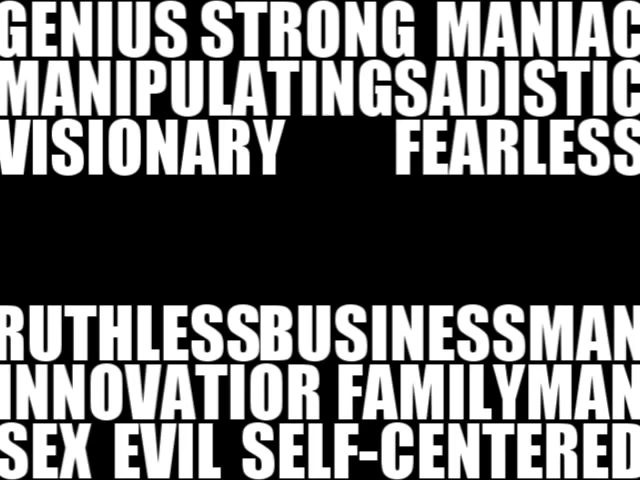 GENIUS STRONG MANIAC
MANIPULATINGSADISTIC
VISIONARY FEARLESS
RUTHLESSBUSINESSMAN
INNOVATIOR FAMILYMAN
SEX EVIL SELF-CENTERED